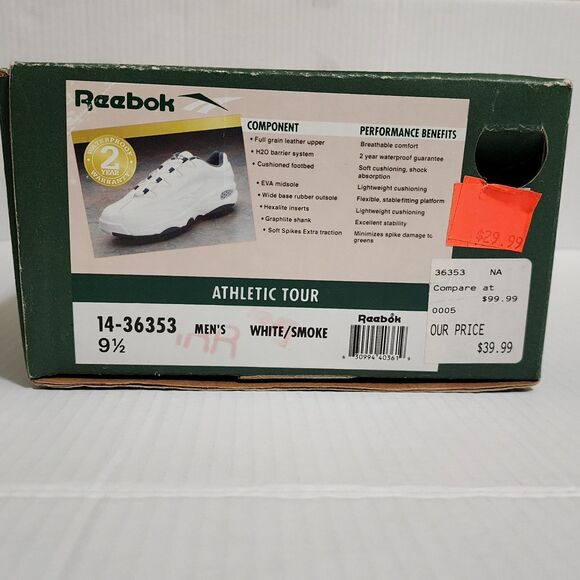 Reebok
WATERPROOF
2
YEAR
WARRANTY
COMPONENT
• Full grain leather upper
• H2O barrier system
• Cushioned footbed
• EVA midsole
• Wide base rubber outsole
• Hexalite inserts
• Graphlite shank
• Soft Spikes Extra traction
PERFORMANCE BENEFITS
Breathable comfort
2 year waterproof guarantee
Soft cushioning, shock
absorption
Lightweight cushioning
Flexible, stable-fitting platform
Lightweight cushioning
Excellent stability
Minimizes spike damage to
greens
$29.99
ATHLETIC TOUR
36353 NA
Compare at
$99.99
0005
OUR PRICE
$39.99
14-36353 MEN'S WHITE/SMOKE
9½
Reebok
6 30994 40361 9